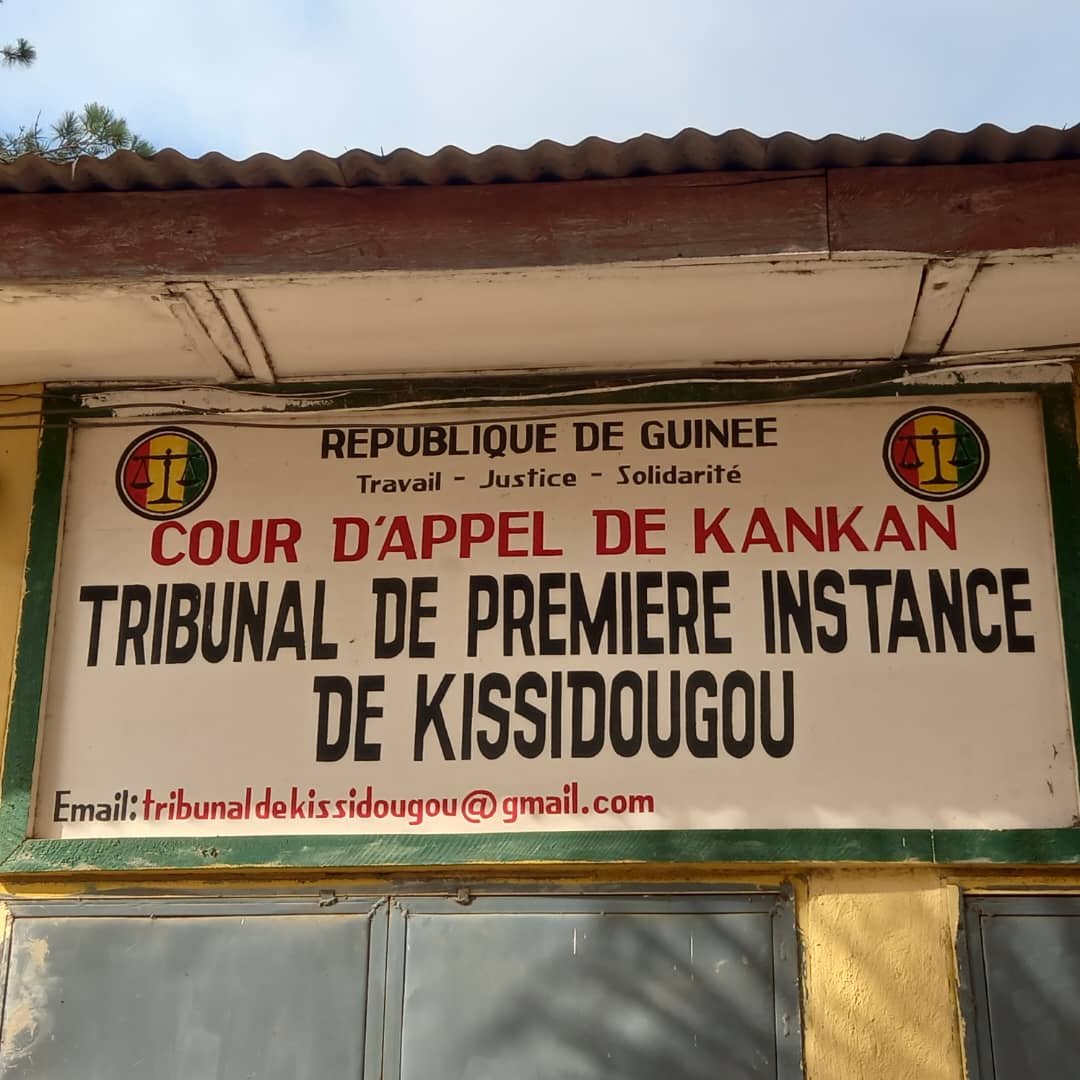 REPUBLIQUE DE GUINEE
Travail - Justice - Solidarité
COUR D'APPEL DE KANKAN
TRIBUNAL DE PREMIERE INSTANCE
DE KISSIDOUGOU
Email: tribunaldekissidougou@gmail.com